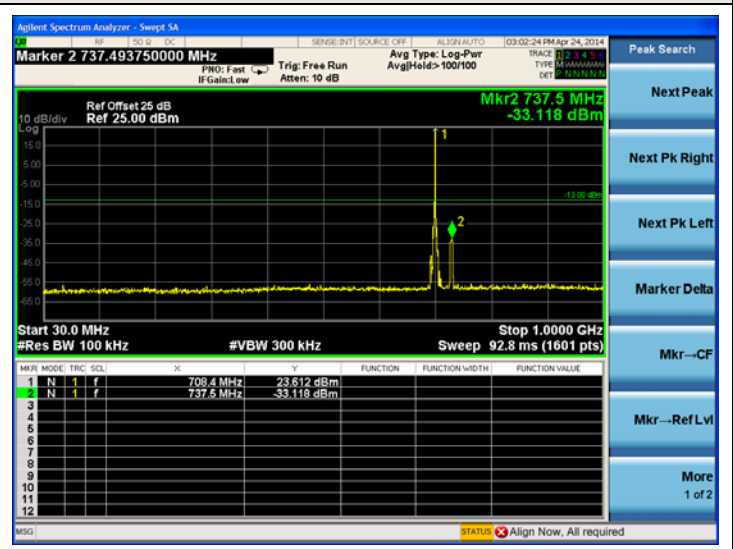 Agilent Spectrum Analyzer - Swept SA
RF 50 Ω DC SENSE:INT SOURCE OFF ALIGNAUTO 03:02:24 PM Apr 24, 2014
Marker 2 737.493750000 MHz
PNO: Fast
IFGain:Low
Trig: Free Run
Atten: 10 dB
Avg Type: Log-Pwr
Avg|Hold:> 100/100
TRACE 1 2 3 4 5 6
TYPE M
DET P N N N N N
Peak Search
Next Peak
Next Pk Right
Next Pk Left
Marker Delta
Mkr→CF
Mkr→Ref Lvl
More
1 of 2
Mkr2 737.5 MHz
-33.118 dBm
Ref Offset 25 dB
10 dB/div Ref 25.00 dBm
Log
15.0
5.00
-5.00
-15.0
-25.0
-35.0
-45.0
-55.0
-65.0
1
-13.00 dBm
2
Start 30.0 MHz Stop 1.0000 GHz
#Res BW 100 kHz #VBW 300 kHz Sweep 92.8 ms (1601 pts)
MKR MODE TRC SCL X Y FUNCTION FUNCTION WIDTH FUNCTION VALUE
1 N 1 f 708.4 MHz 23.612 dBm
2 N 1 f 737.5 MHz -33.118 dBm
3
4
5
6
7
8
9
10
11
12
MSG STATUS Align Now, All required